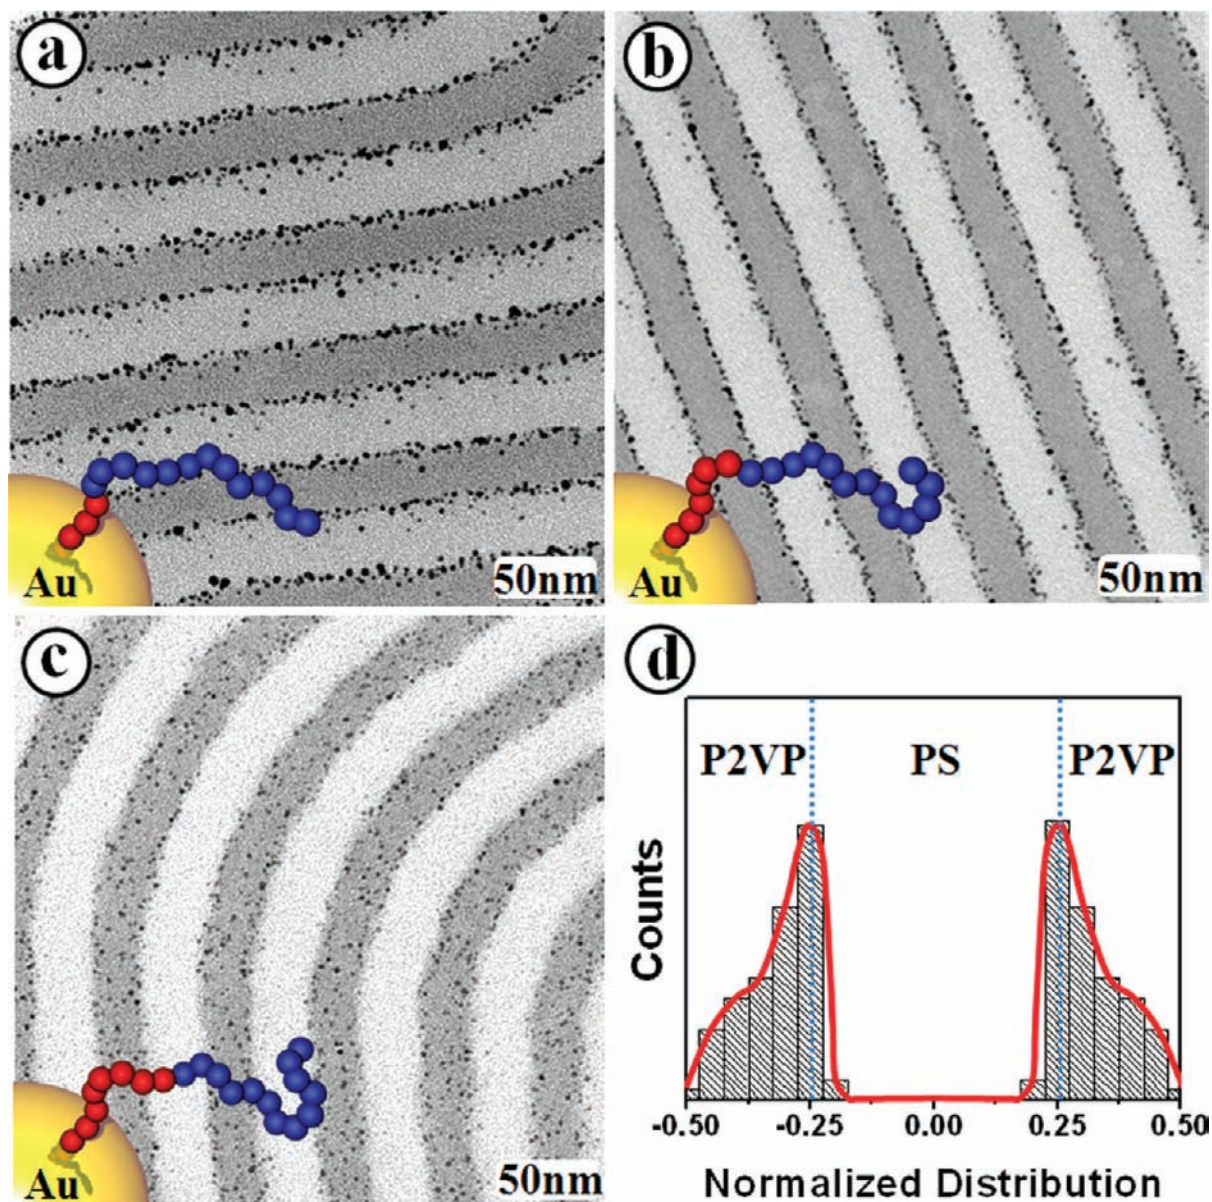 a
b
Au
50nm
Au
50nm
c
d
P2VP
PS
P2VP
Counts
-0.50
-0.25
0.00
0.25
0.50
Normalized Distribution
Au
50nm